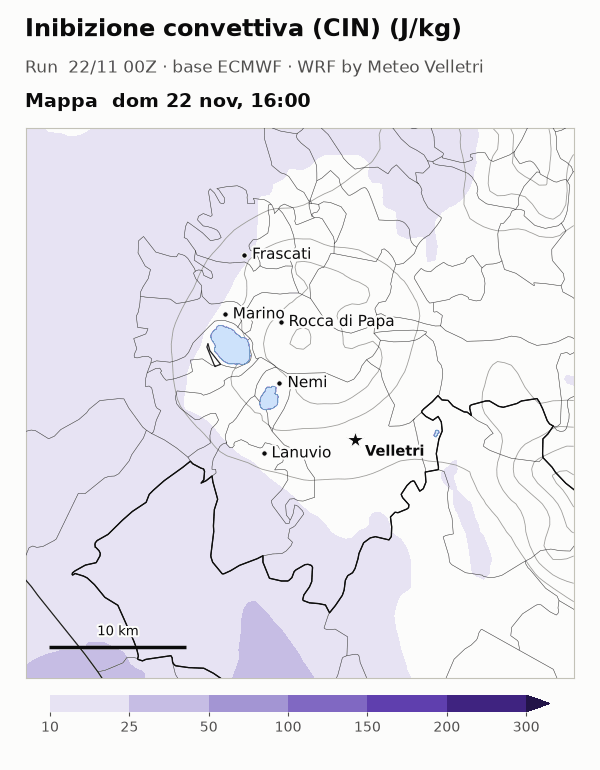 Inibizione convettiva (CIN) (J/kg)
Run  22/11 00Z · base ECMWF · WRF by Meteo Velletri
Mappa  dom 22 nov, 16:00
Frascati
Marino
Rocca di Papa
Nemi
Velletri
Lanuvio
10 km
10 25 50 100 150 200 300